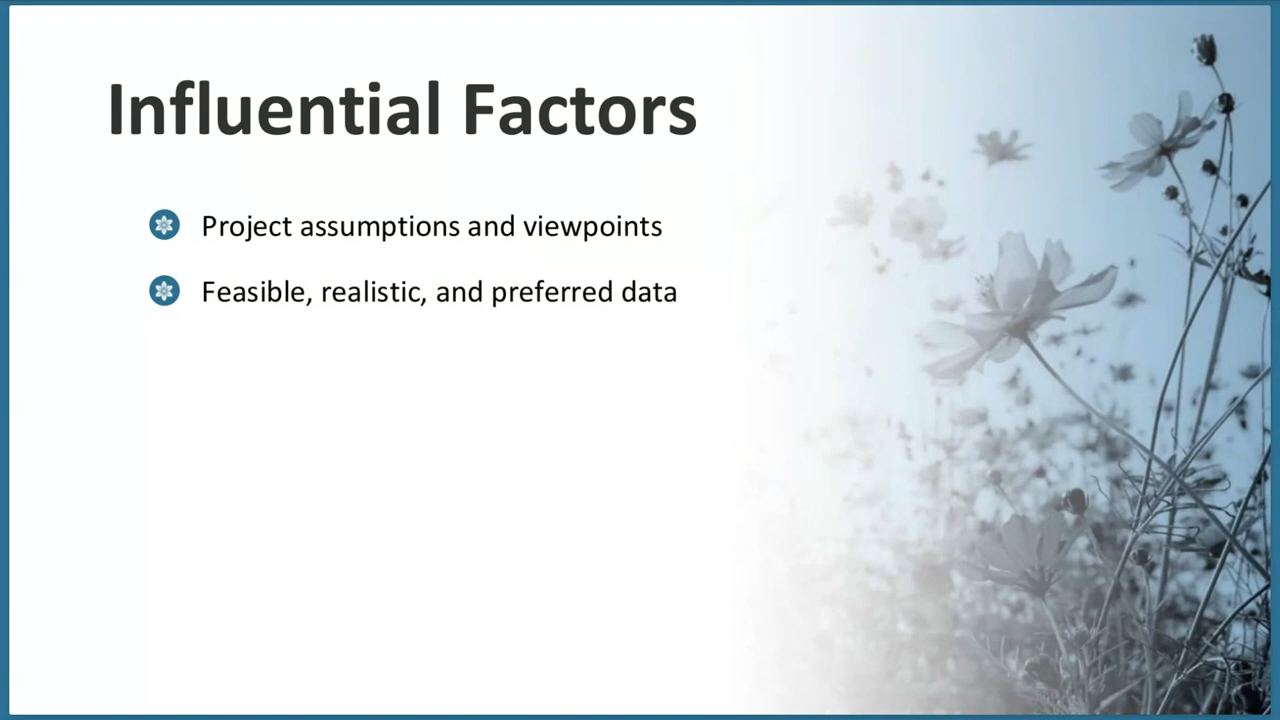 Influential Factors
Project assumptions and viewpoints
Feasible, realistic, and preferred data